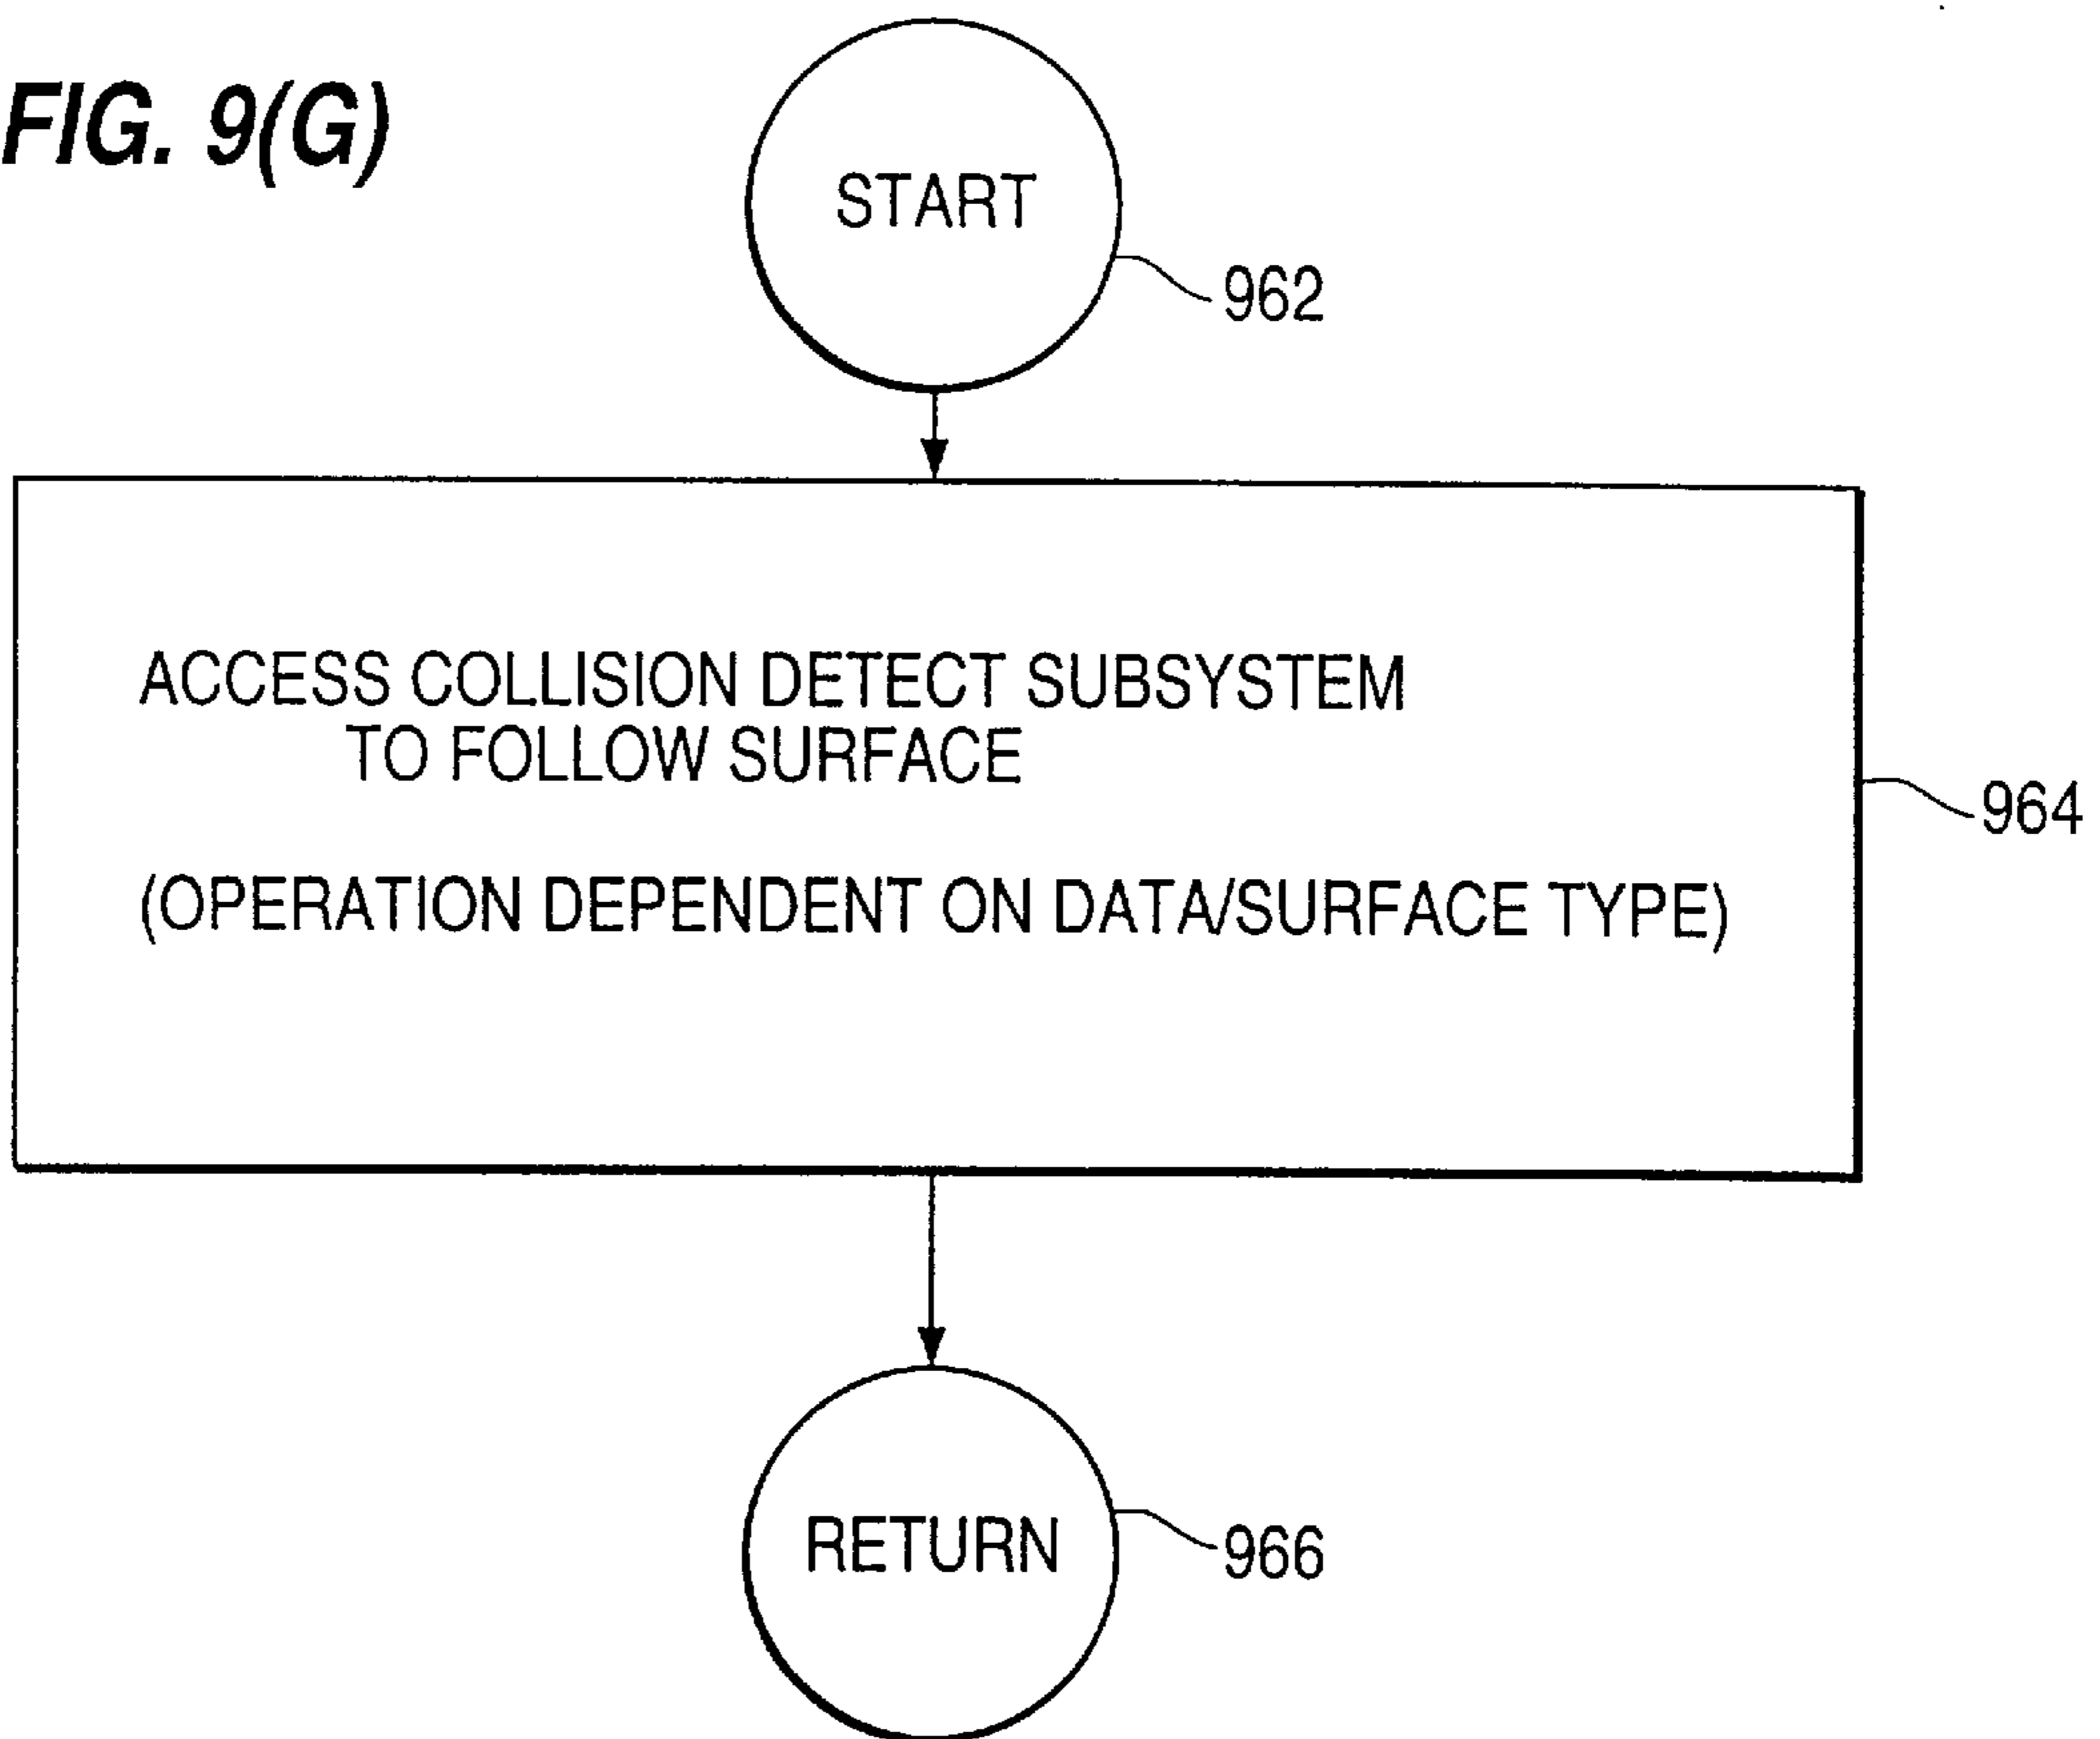 FIG. 9(G)
START
962
ACCESS COLLISION DETECT SUBSYSTEM
TO FOLLOW SURFACE
(OPERATION DEPENDENT ON DATA/SURFACE TYPE)
964
RETURN
966